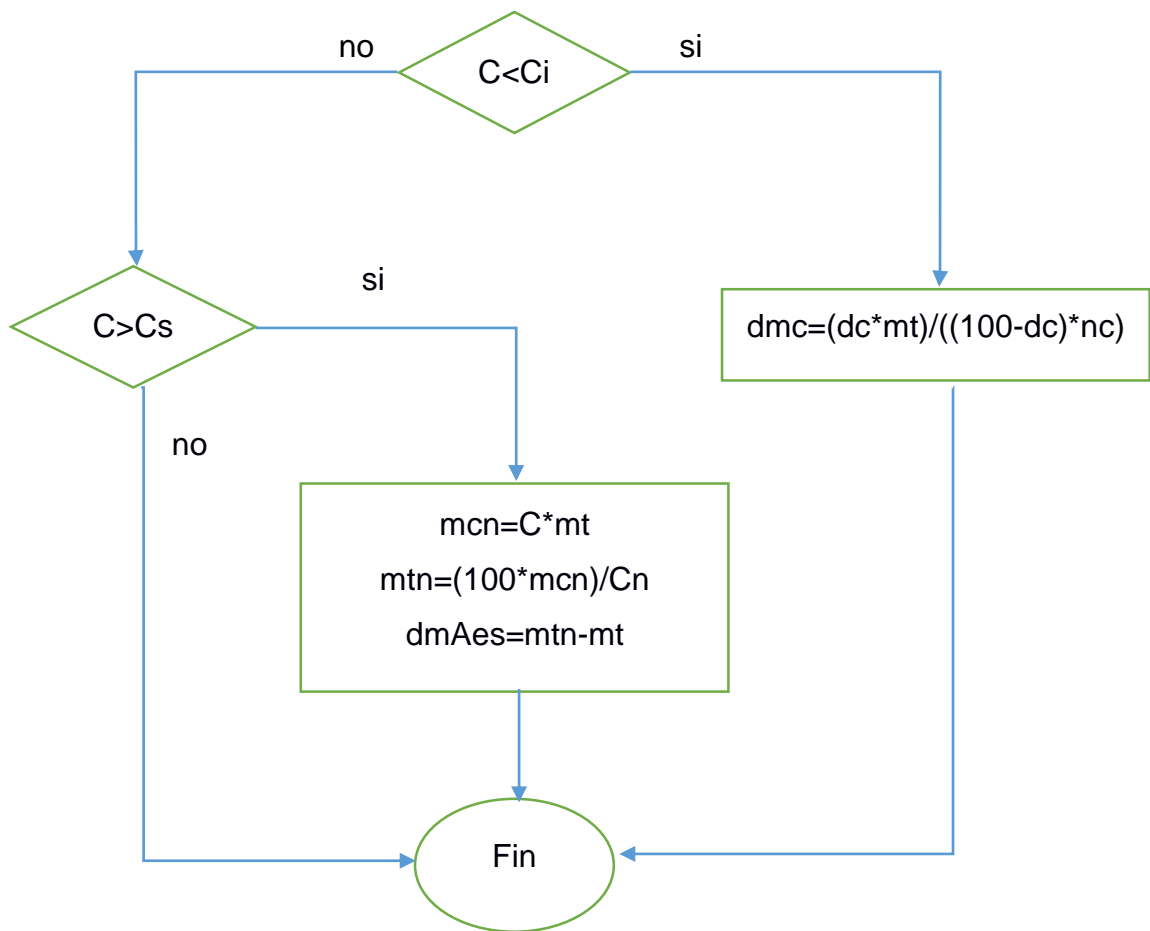 no
C<Ci
si
C>Cs
si
dmc=(dc*mt)/((100-dc)*nc)
no
mcn=C*mt
mtn=(100*mcn)/Cn
dmAes=mtn-mt
Fin